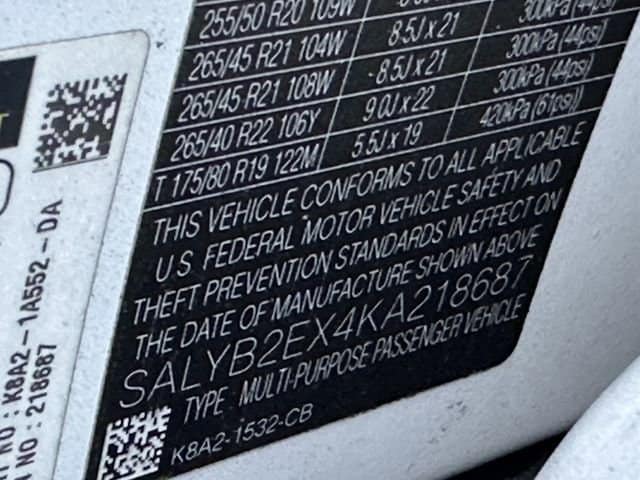 255/50 R20 109W
265/45 R21 104W 8.5J x 21 300kPa (44psi)
265/45 R21 108W 8.5J x 21 300kPa (44psi)
265/40 R22 106Y 9.0J x 22 300kPa (44psi)
T 175/80 R19 122M 5.5J x 19 420kPa (61psi)
THIS VEHICLE CONFORMS TO ALL APPLICABLE
U.S. FEDERAL MOTOR VEHICLE SAFETY AND
THEFT PREVENTION STANDARDS IN EFFECT ON
THE DATE OF MANUFACTURE SHOWN ABOVE
SALYB2EX4KA218687
TYPE MULTI-PURPOSE PASSENGER VEHICLE
K8A2-1532-CB
NO : K8A2-1A552-DA
NO : 218687